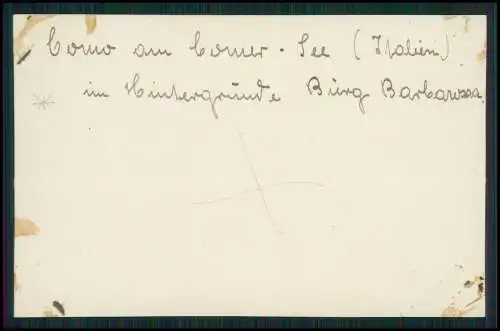 Como am Comer-See (Italien)
im Hintergrunde Burg Barbarossa.